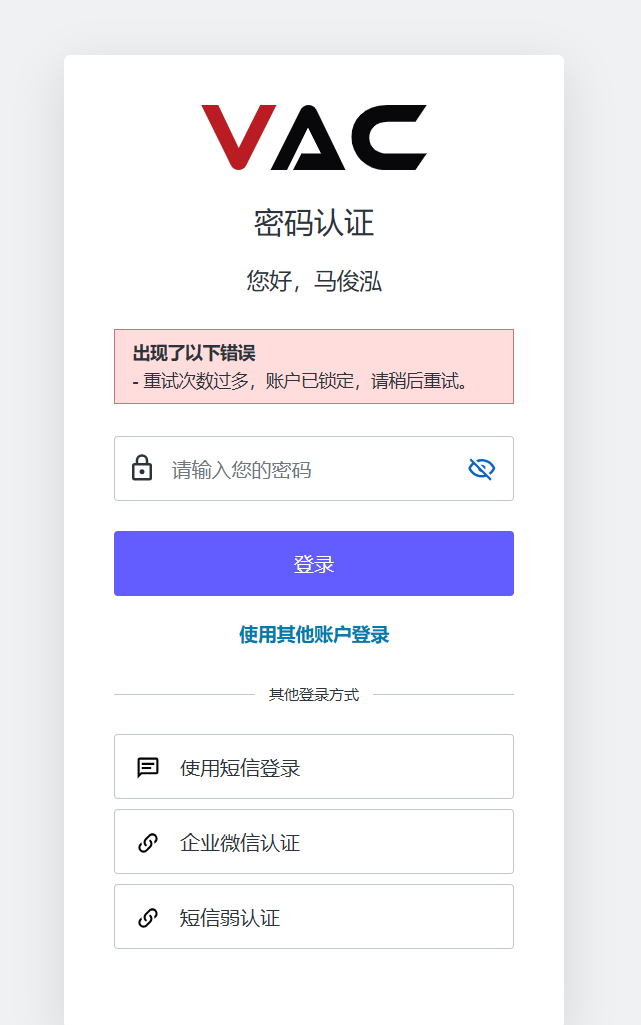 VAC
密码认证
您好，马俊泓
出现了以下错误
- 重试次数过多，账户已锁定，请稍后重试。
请输入您的密码
登录
使用其他账户登录
其他登录方式
使用短信登录
企业微信认证
短信弱认证